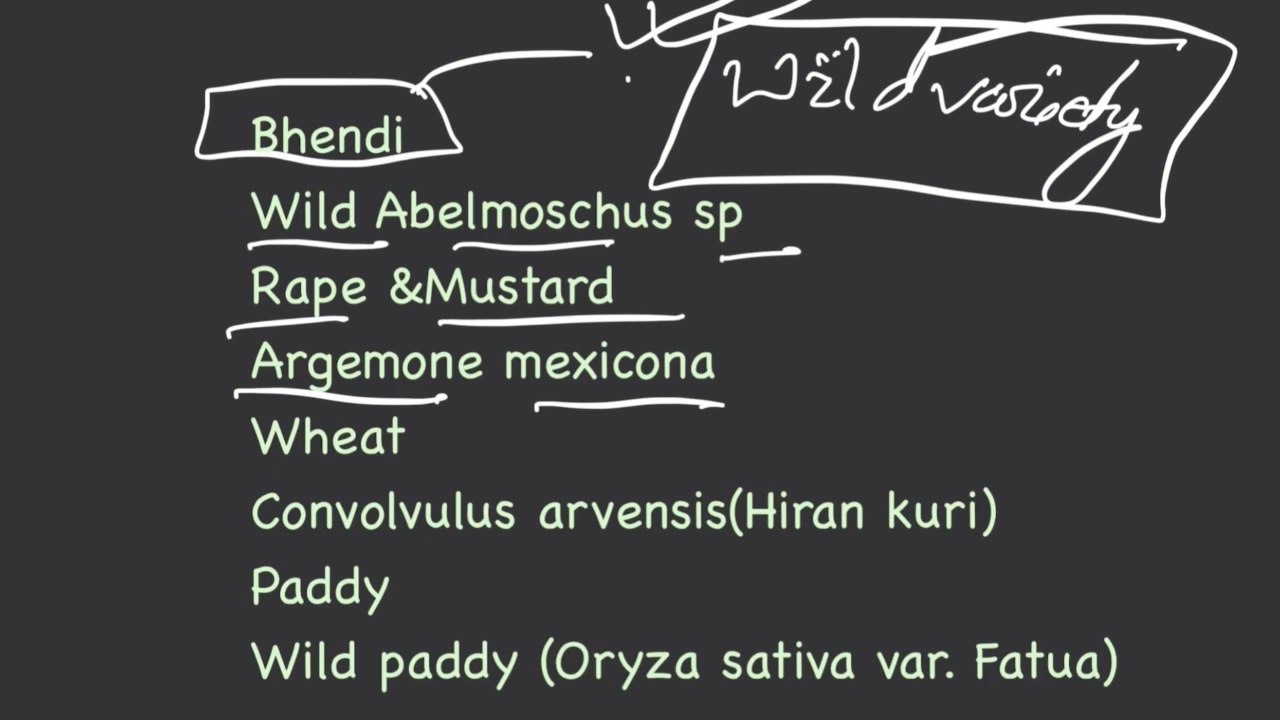 Wild variety
Bhendi
Wild Abelmoschus sp
Rape &Mustard
Argemone mexicona
Wheat
Convolvulus arvensis(Hiran kuri)
Paddy
Wild paddy (Oryza sativa var. Fatua)